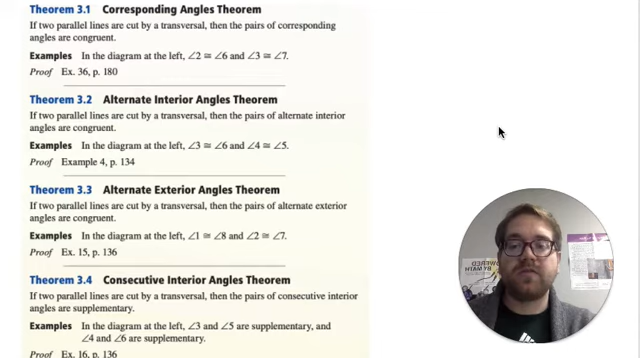 Theorem 3.1 Corresponding Angles Theorem
If two parallel lines are cut by a transversal, then the pairs of corresponding
angles are congruent.
Examples In the diagram at the left, ∠2 ≅ ∠6 and ∠3 ≅ ∠7.
Proof Ex. 36, p. 180
Theorem 3.2 Alternate Interior Angles Theorem
If two parallel lines are cut by a transversal, then the pairs of alternate interior
angles are congruent.
Examples In the diagram at the left, ∠3 ≅ ∠6 and ∠4 ≅ ∠5.
Proof Example 4, p. 134
Theorem 3.3 Alternate Exterior Angles Theorem
If two parallel lines are cut by a transversal, then the pairs of alternate exterior
angles are congruent.
Examples In the diagram at the left, ∠1 ≅ ∠8 and ∠2 ≅ ∠7.
Proof Ex. 15, p. 136
Theorem 3.4 Consecutive Interior Angles Theorem
If two parallel lines are cut by a transversal, then the pairs of consecutive interior
angles are supplementary.
Examples In the diagram at the left, ∠3 and ∠5 are supplementary, and
∠4 and ∠6 are supplementary.
Proof Ex. 16, p. 136
POWERED
BY MATH